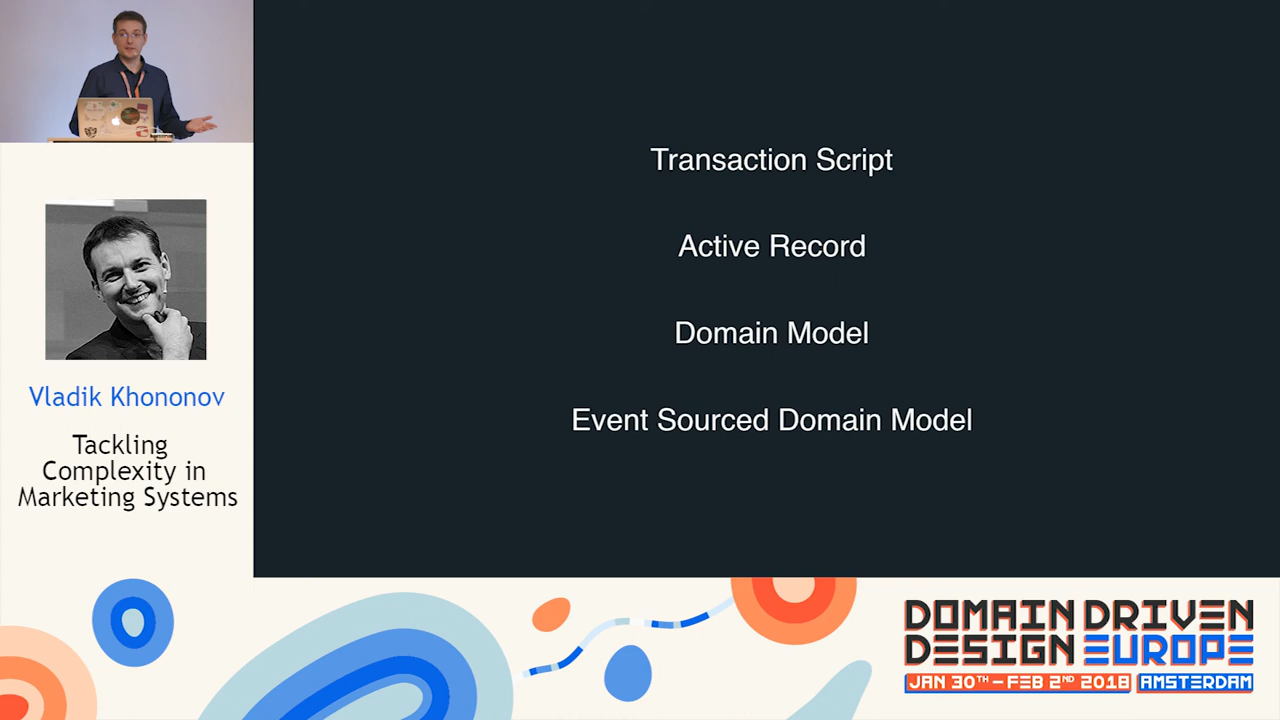 Transaction Script
Active Record
Domain Model
Event Sourced Domain Model
Vladik Khononov
Tackling
Complexity in
Marketing Systems
DOMAIN DRIVEN
DESIGN EUROPE
JAN 30TH - FEB 2ND 2018 AMSTERDAM